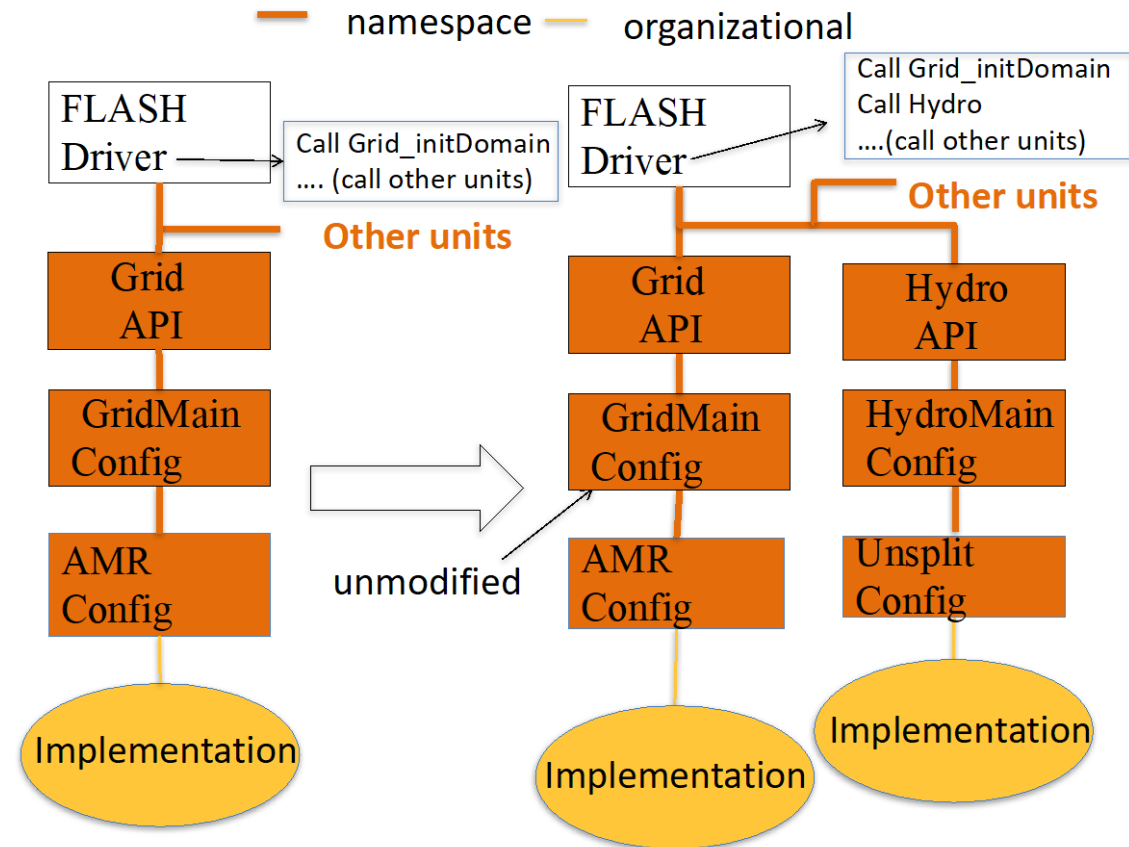 namespace
organizational
FLASH
Driver
Call Grid_initDomain
.... (call other units)
Other units
Grid
API
GridMain
Config
AMR
Config
Implementation
unmodified
FLASH
Driver
Call Grid_initDomain
Call Hydro
....(call other units)
Other units
Grid
API
GridMain
Config
AMR
Config
Implementation
Hydro
API
HydroMain
Config
Unsplit
Config
Implementation